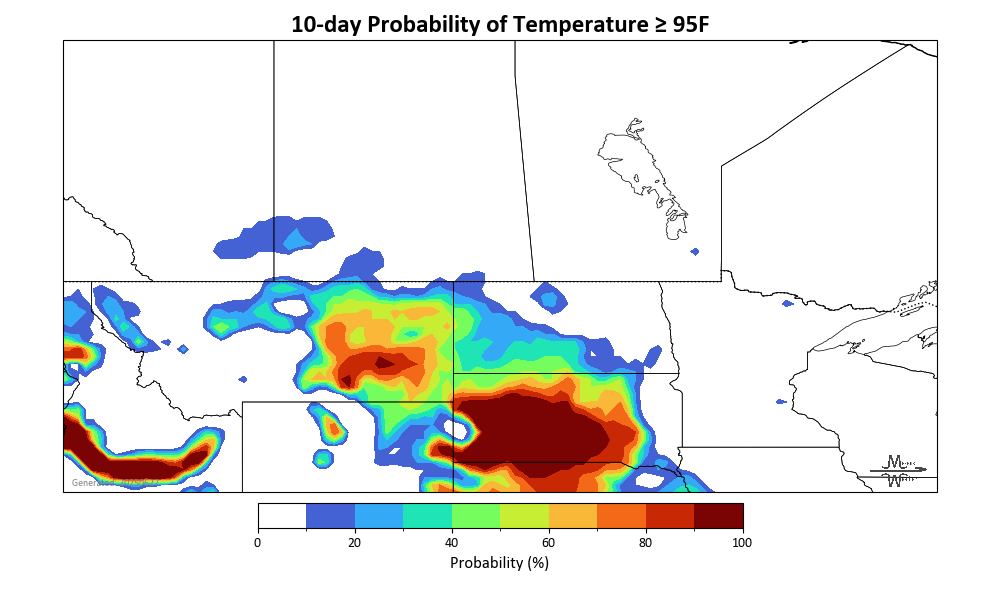 10-day Probability of Temperature ≥ 95F
M
W
0 20 40 60 80 100
Probability (%)